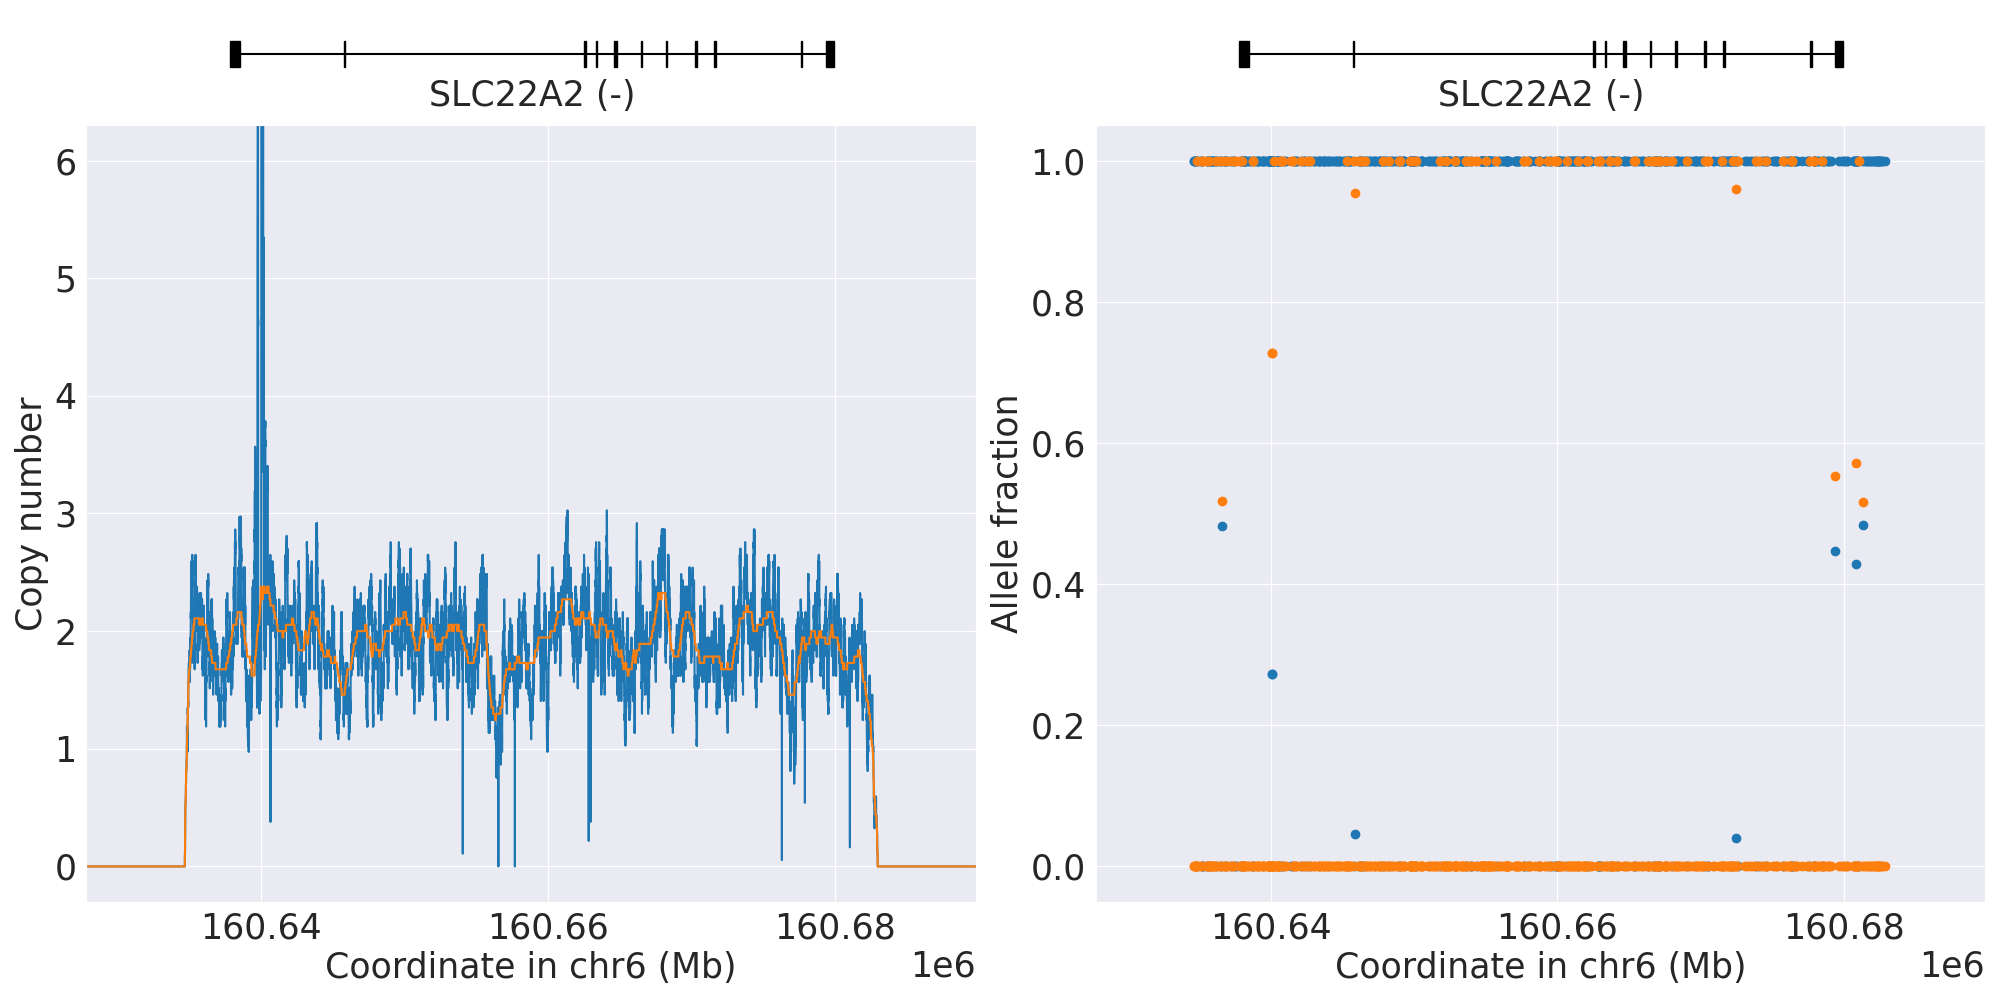 SLC22A2 (-)
Copy number
6
5
4
3
2
1
0
160.64
160.66
160.68
Coordinate in chr6 (Mb)
1e6
SLC22A2 (-)
Allele fraction
1.0
0.8
0.6
0.4
0.2
0.0
160.64
160.66
160.68
Coordinate in chr6 (Mb)
1e6